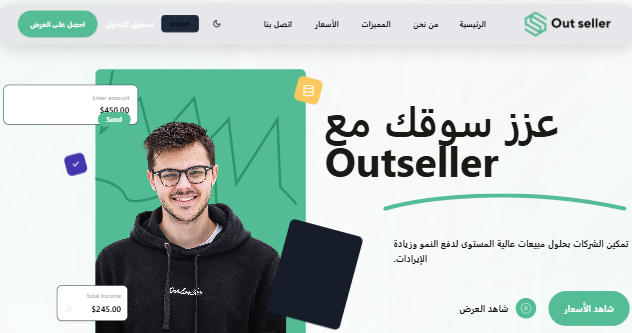 Out seller
الرئيسية
من نحن
المميزات
الأسعار
اتصل بنا
English
تسجيل الدخول
احصل على العرض
عزز سوقك مع
Outseller
تمكين الشركات بحلول مبيعات عالية المستوى لدفع النمو وزيادة
الإيرادات.
شاهد الأسعار
شاهد العرض
Enter amount
$450.00
Send
Total Income
$245.00